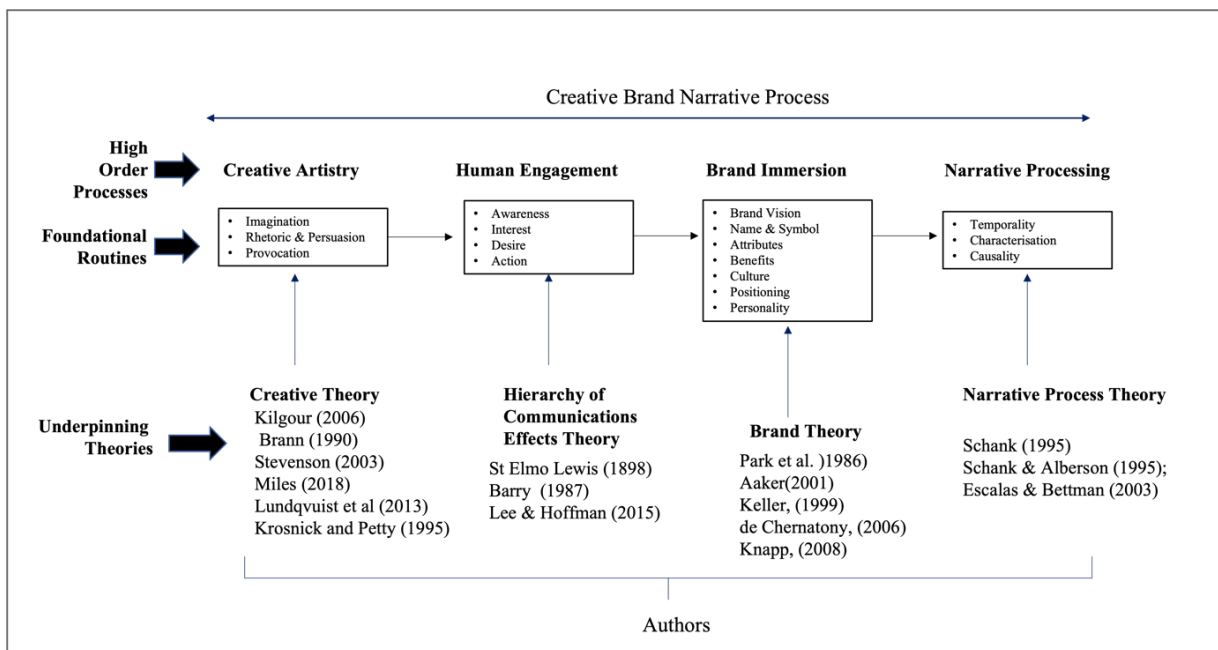 Creative Brand Narrative Process
High
Order
Processes
Creative Artistry
Human Engagement
Brand Immersion
Narrative Processing
Foundational
Routines
• Imagination
• Rhetoric & Persuasion
• Provocation
• Awareness
• Interest
• Desire
• Action
• Brand Vision
• Name & Symbol
• Attributes
• Benefits
• Culture
• Positioning
• Personality
• Temporality
• Characterisation
• Causality
Underpinning
Theories
Creative Theory
Kilgour (2006)
Brann (1990)
Stevenson (2003)
Miles (2018)
Lundqvuist et al (2013)
Krosnick and Petty (1995)
Hierarchy of
Communications
Effects Theory
St Elmo Lewis (1898)
Barry (1987)
Lee & Hoffman (2015)
Brand Theory
Park et al. )1986)
Aaker(2001)
Keller, (1999)
de Chernatony, (2006)
Knapp, (2008)
Narrative Process Theory
Schank (1995)
Schank & Alberson (1995);
Escalas & Bettman (2003)
Authors